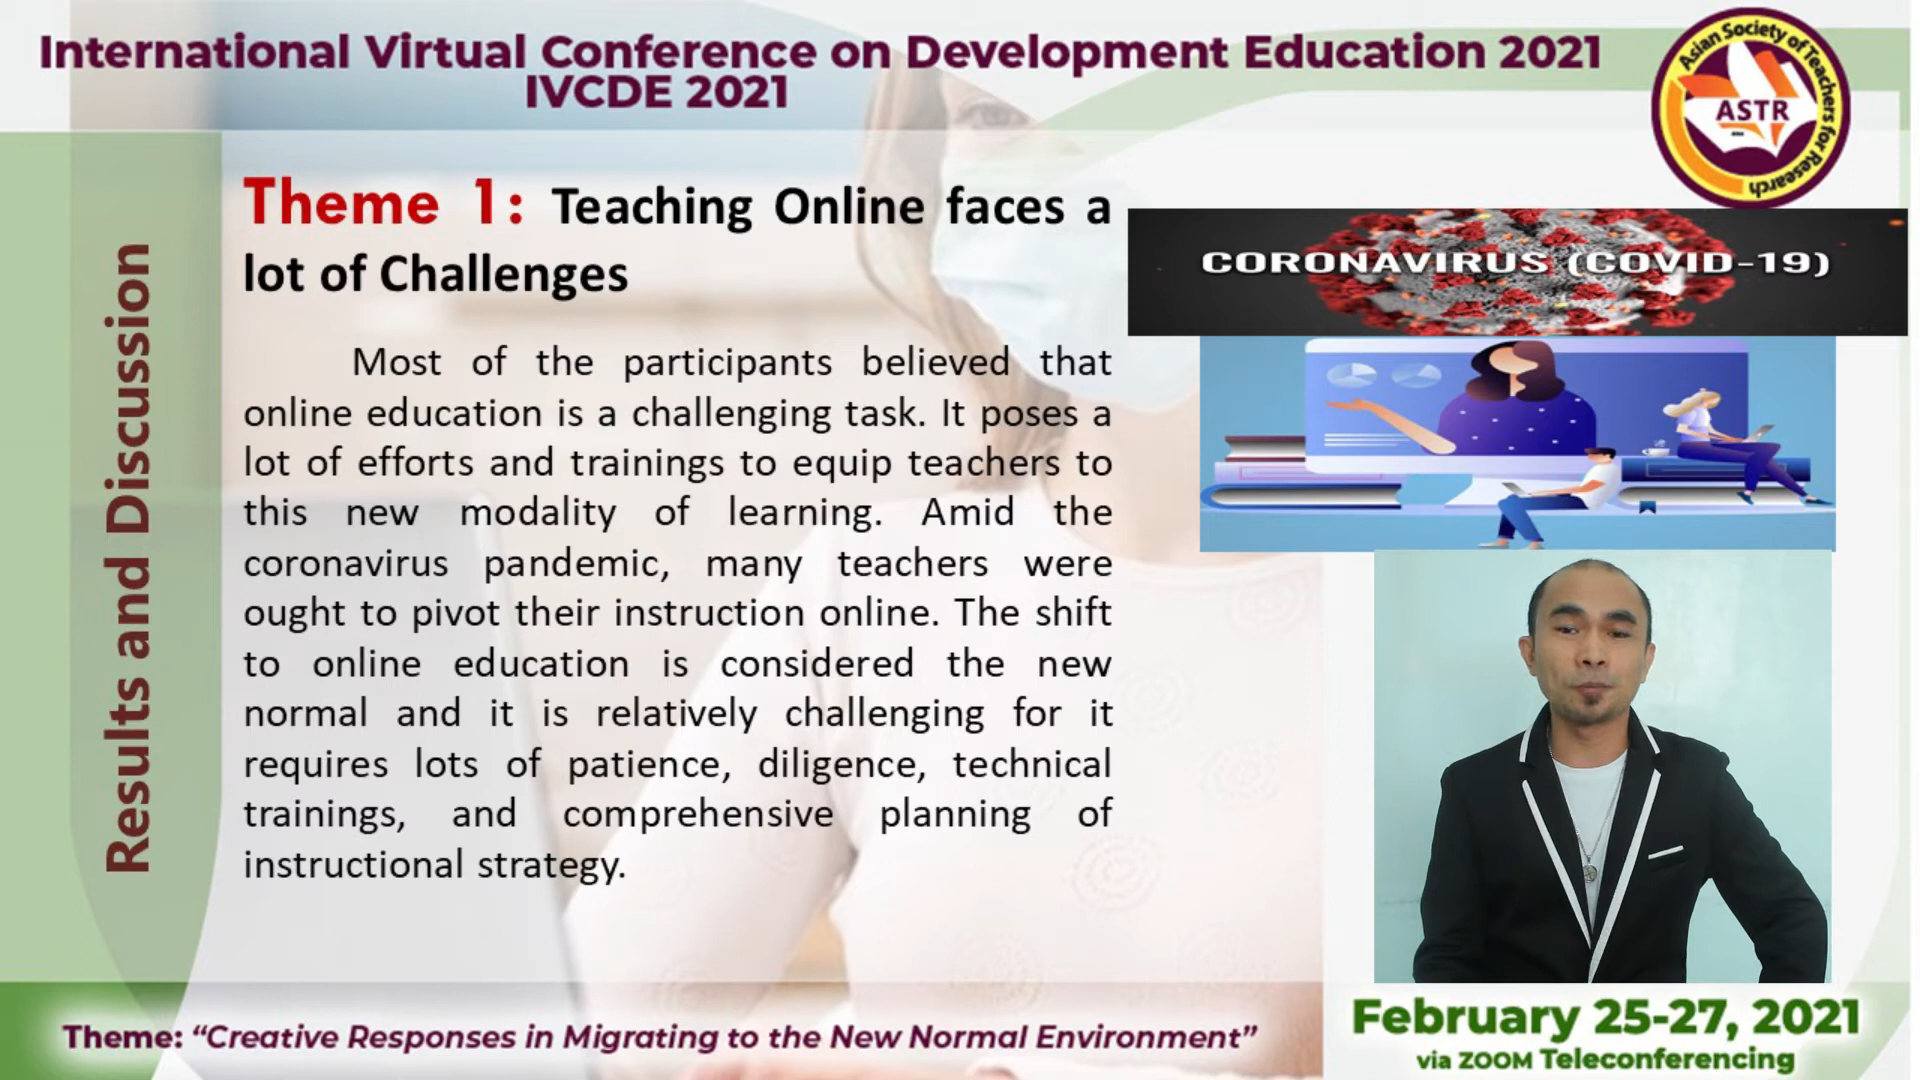 International Virtual Conference on Development Education 2021
IVCDE 2021
Asian Society of Teachers for Research
ASTR
Results and Discussion
Theme 1: Teaching Online faces a
lot of Challenges
Most of the participants believed that
online education is a challenging task. It poses a
lot of efforts and trainings to equip teachers to
this new modality of learning. Amid the
coronavirus pandemic, many teachers were
ought to pivot their instruction online. The shift
to online education is considered the new
normal and it is relatively challenging for it
requires lots of patience, diligence, technical
trainings, and comprehensive planning of
instructional strategy.
CORONAVIRUS (COVID-19)
Theme: “Creative Responses in Migrating to the New Normal Environment”
February 25-27, 2021
via ZOOM Teleconferencing